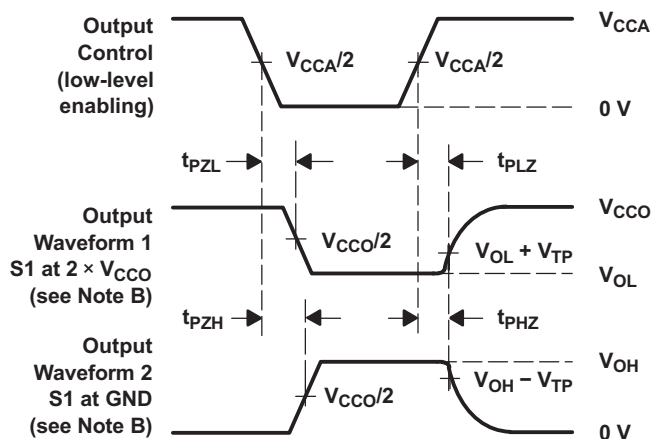 Output
Control
(low-level
enabling)
V_CCA
V_CCA/2
V_CCA/2
0 V
t_PZL
t_PLZ
Output
Waveform 1
S1 at 2 × V_CCO
(see Note B)
V_CCO
V_CCO/2
V_OL + V_TP
V_OL
t_PZH
t_PHZ
Output
Waveform 2
S1 at GND
(see Note B)
V_OH
V_CCO/2
V_OH − V_TP
0 V